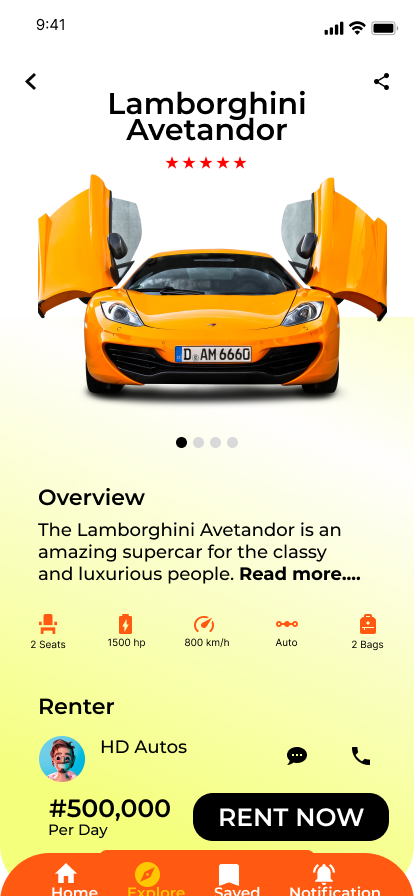 9:41
Lamborghini
Avetandor
D AM 6660
Overview
The Lamborghini Avetandor is an
amazing supercar for the classy
and luxurious people. Read more....
2 Seats
1500 hp
800 km/h
Auto
2 Bags
Renter
HD Autos
#500,000
Per Day
RENT NOW
Home
Explore
Saved
Notification